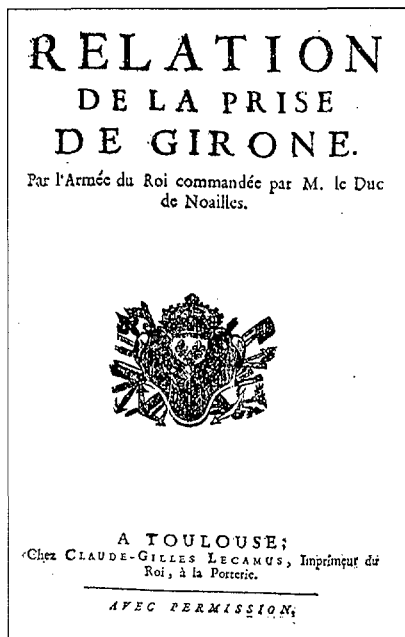 RELATION
DE LA PRISE
DE GIRONE.
Par l'Armée du Roi commandée par M. le Duc
de Noailles.
A TOULOUSE;
Chez CLAUDE-GILLES LECAMUS, Imprimeur du
Roi, à la Porterie.
AVEC PERMISSION,